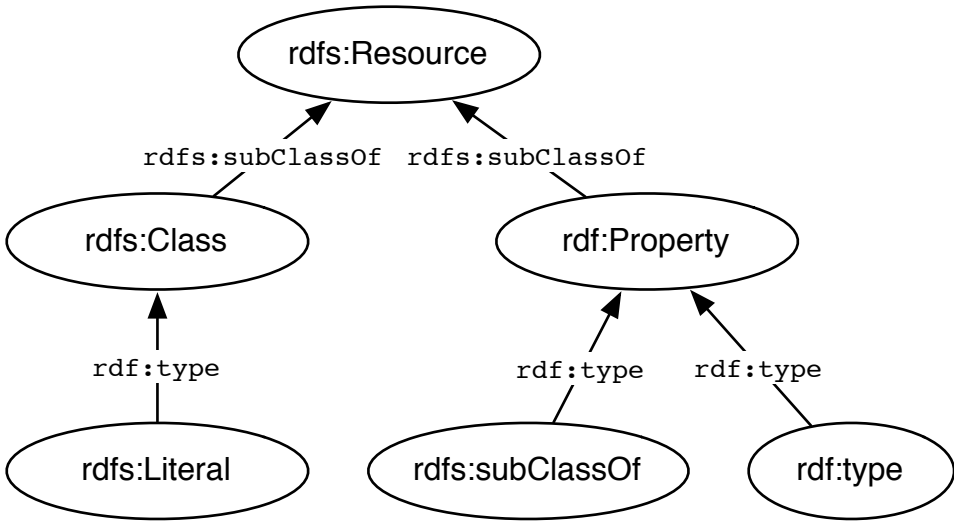 rdfs:Resource
rdfs:subClassOf rdfs:subClassOf
rdfs:Class rdf:Property
rdf:type rdf:type rdf:type
rdfs:Literal rdfs:subClassOf rdf:type